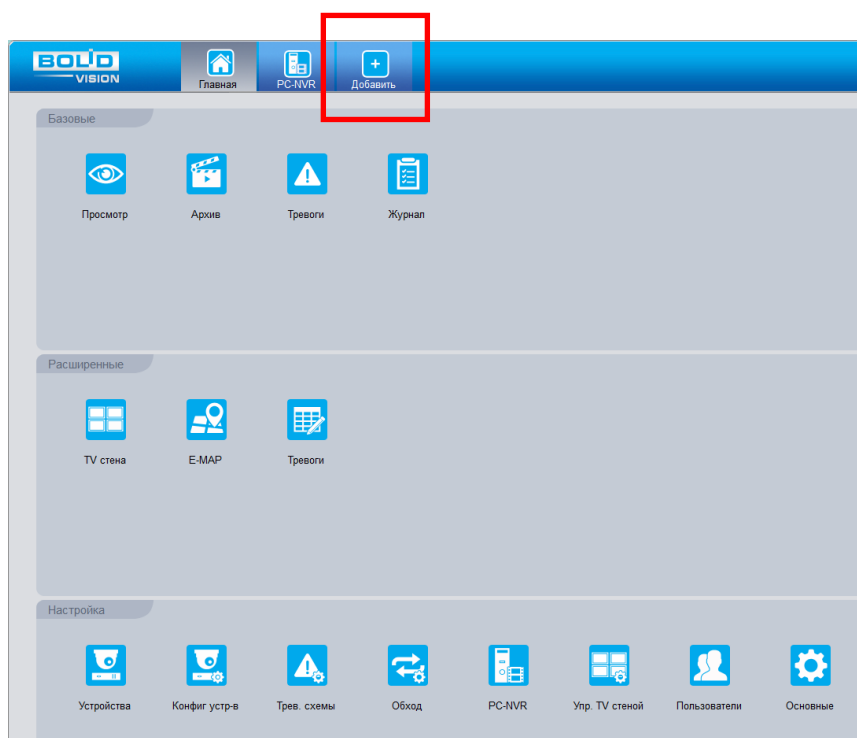 BOLID
VISION
Главная
PC-NVR
Добавить
Базовые
Просмотр
Архив
Тревоги
Журнал
Расширенные
TV стена
E-MAP
Тревоги
Настройка
Устройства
Конфиг устр-в
Трев. схемы
Обход
PC-NVR
Упр. TV стеной
Пользователи
Основные